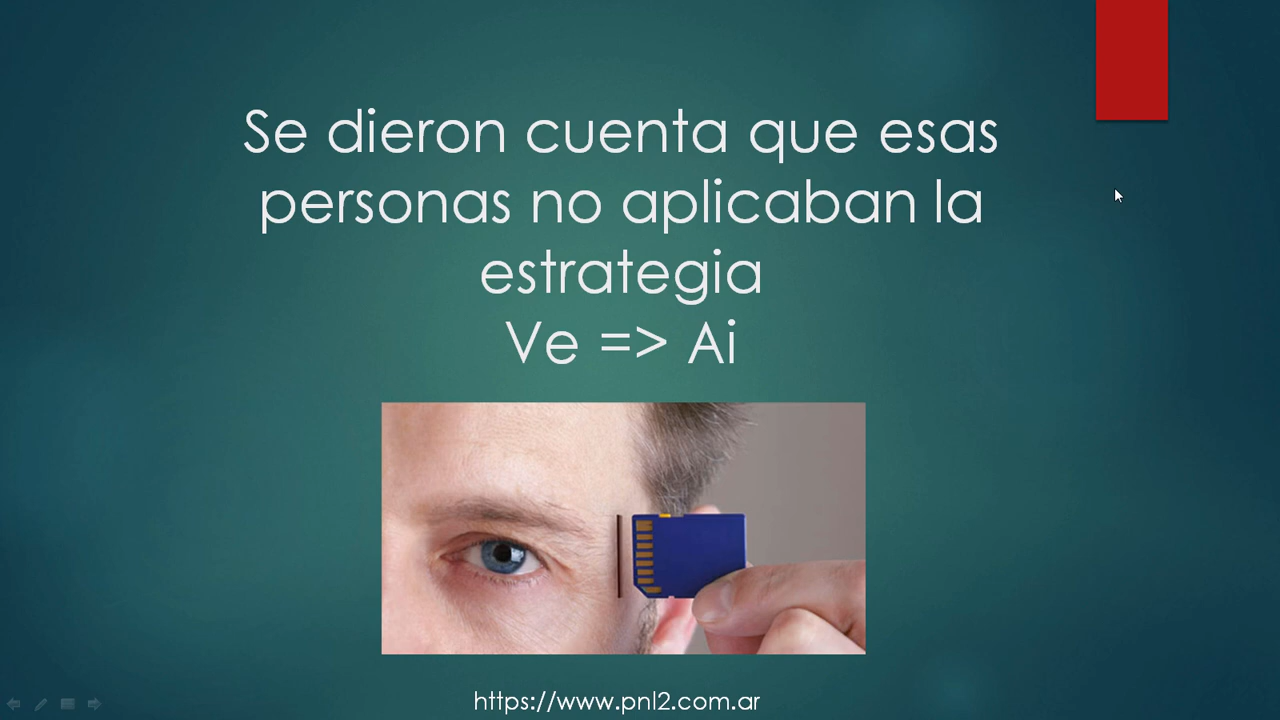 Se dieron cuenta que esas
personas no aplicaban la
estrategia
Ve => Ai
https://www.pnl2.com.ar